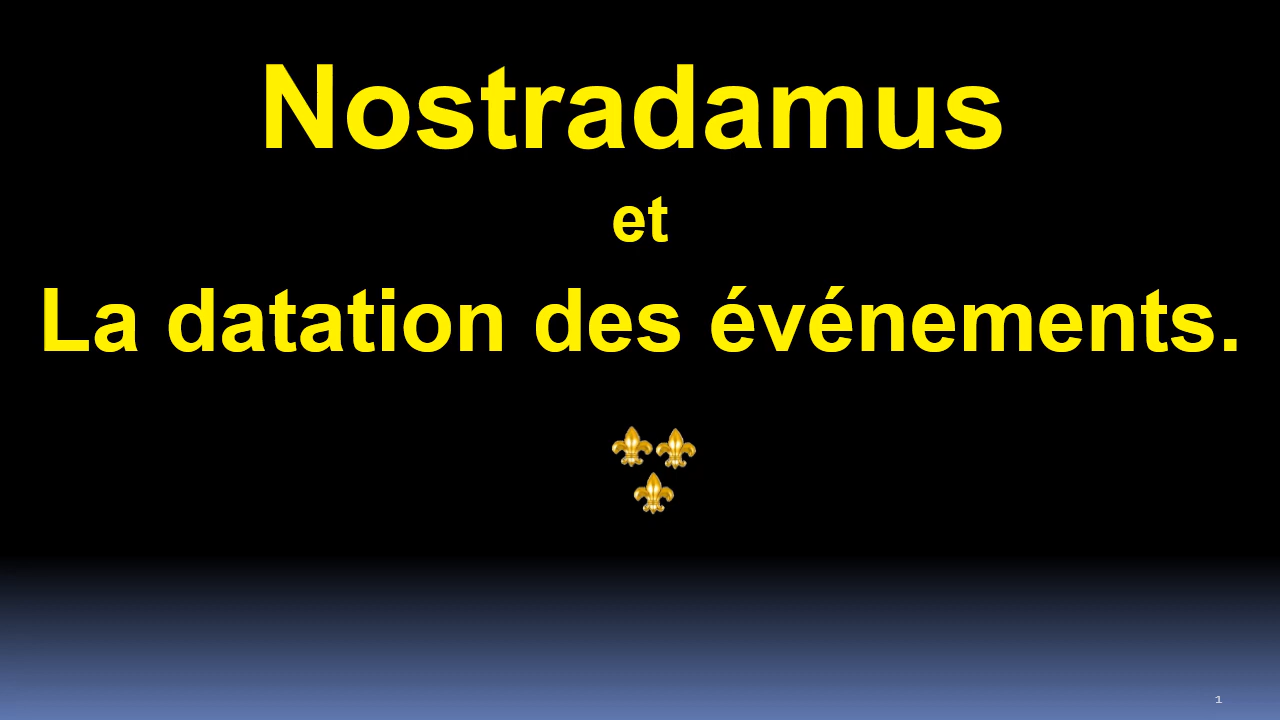 Nostradamus
et
La datation des événements.
1